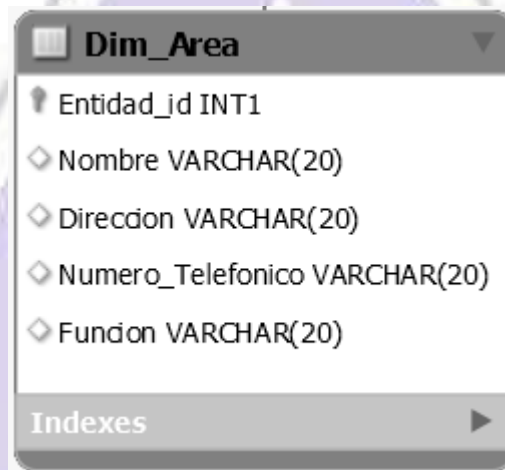 Dim_Area
Entidad_id INT1
Nombre VARCHAR(20)
Direccion VARCHAR(20)
Numero_Telefonico VARCHAR(20)
Funcion VARCHAR(20)
Indexes